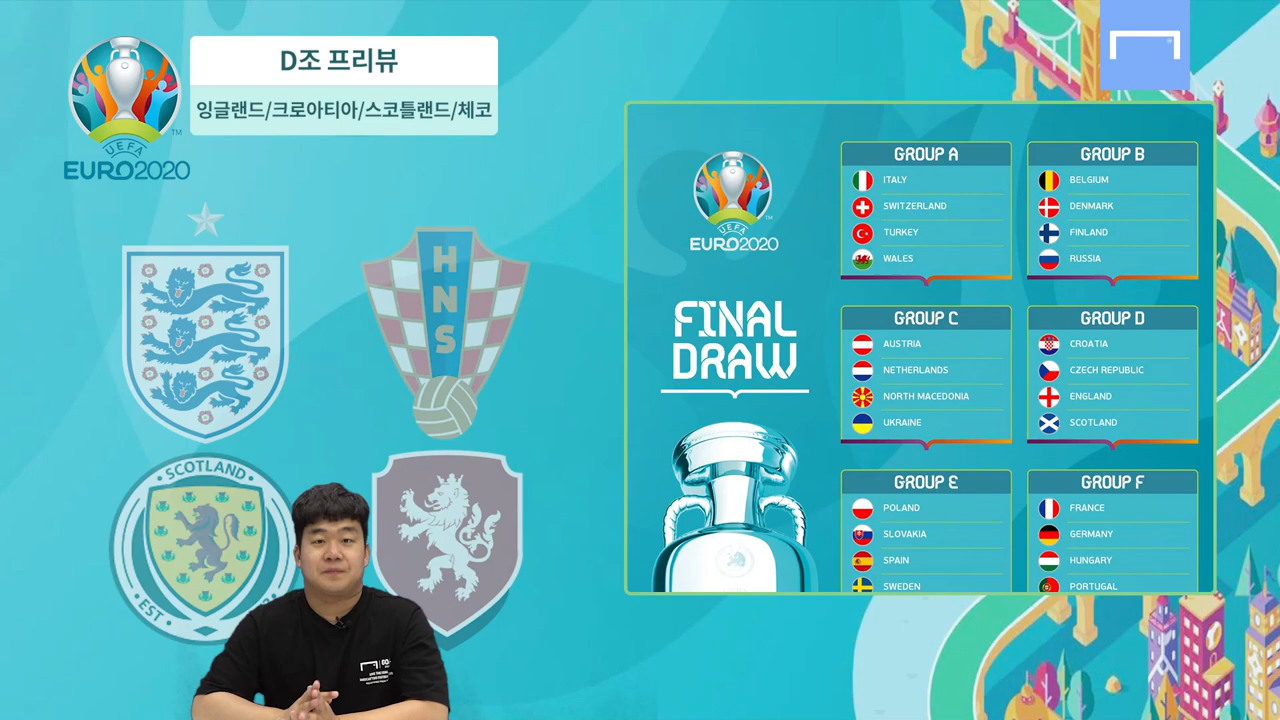 D조 프리뷰
잉글랜드/크로아티아/스코틀랜드/체코
TM
UEFA
EURO2020
HNS
SCOTLAND
EST
UEFA
TM
EURO2020
FINAL
DRAW
GROUP A
ITALY
SWITZERLAND
TURKEY
WALES
GROUP B
BELGIUM
DENMARK
FINLAND
RUSSIA
GROUP C
AUSTRIA
NETHERLANDS
NORTH MACEDONIA
UKRAINE
GROUP D
CROATIA
CZECH REPUBLIC
ENGLAND
SCOTLAND
GROUP E
POLAND
SLOVAKIA
SPAIN
SWEDEN
GROUP F
FRANCE
GERMANY
HUNGARY
PORTUGAL